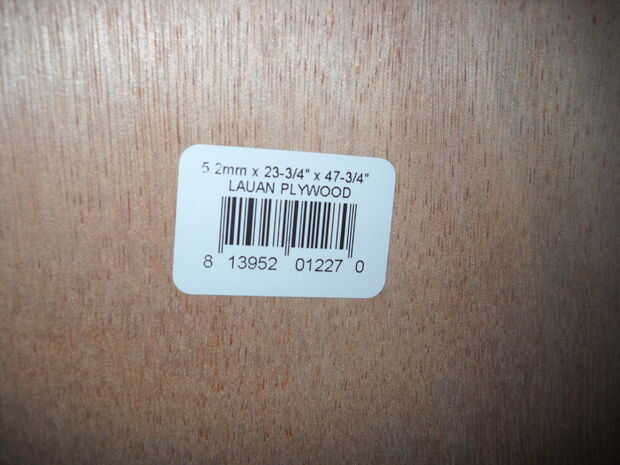 5.2mm x 23-3/4" x 47-3/4"
LAUAN PLYWOOD
8 13952 01227 0